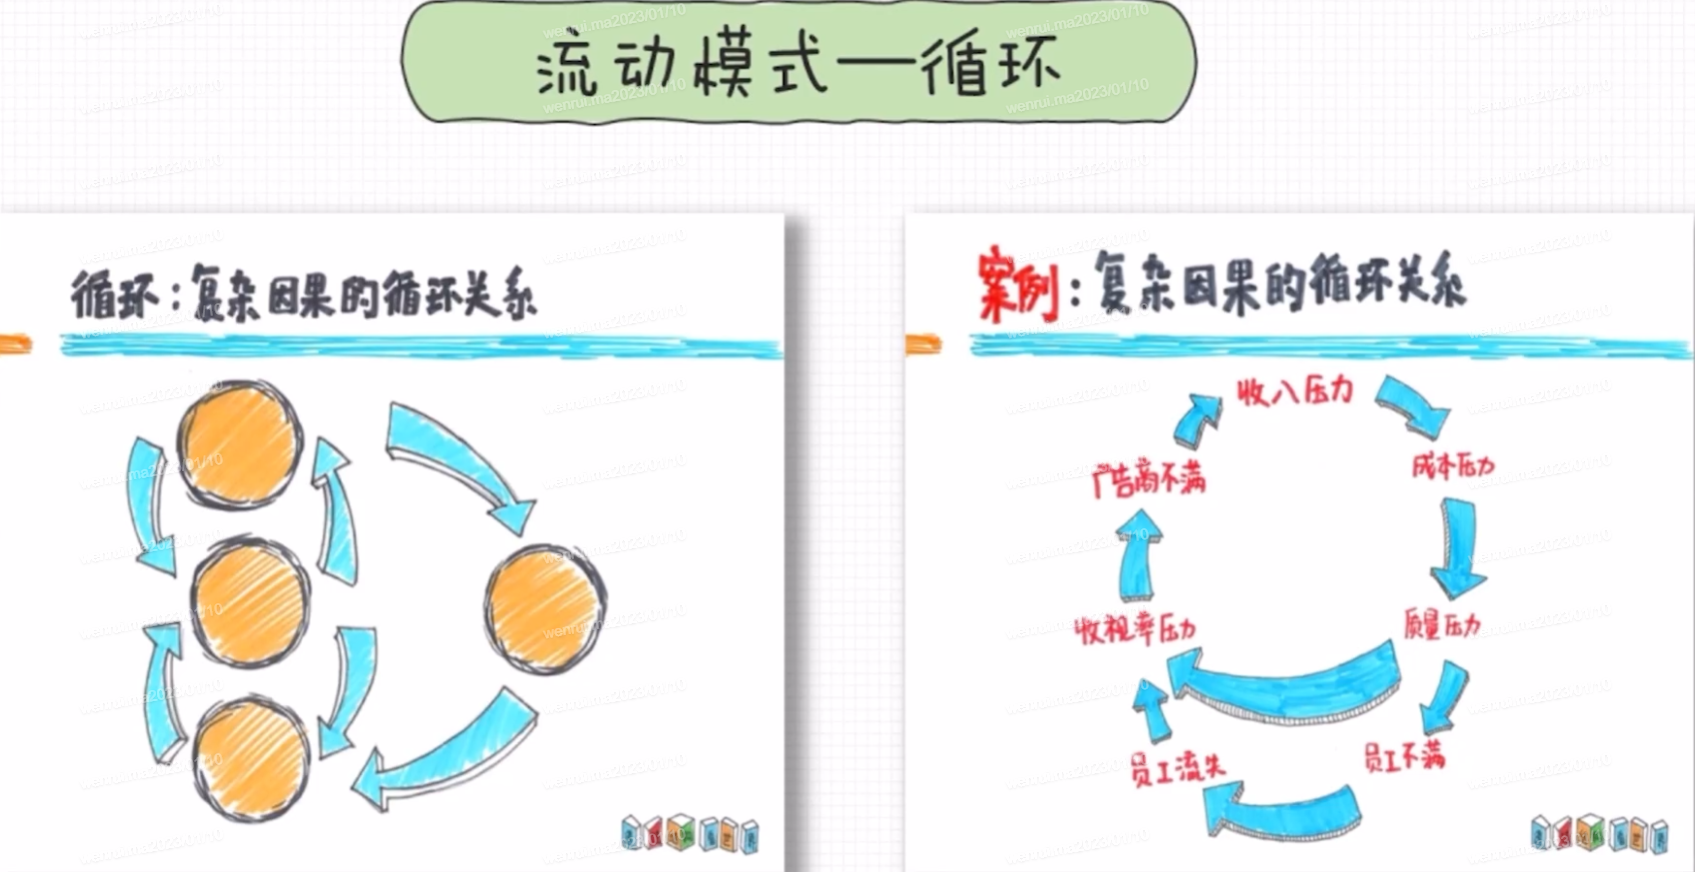 流动模式—循环
循环：复杂因果的循环关系
案例：复杂因果的循环关系
收入压力
广告商不满
成本压力
收视率压力
质量压力
员工流失
员工不满
wenrui.ma2023/01/10